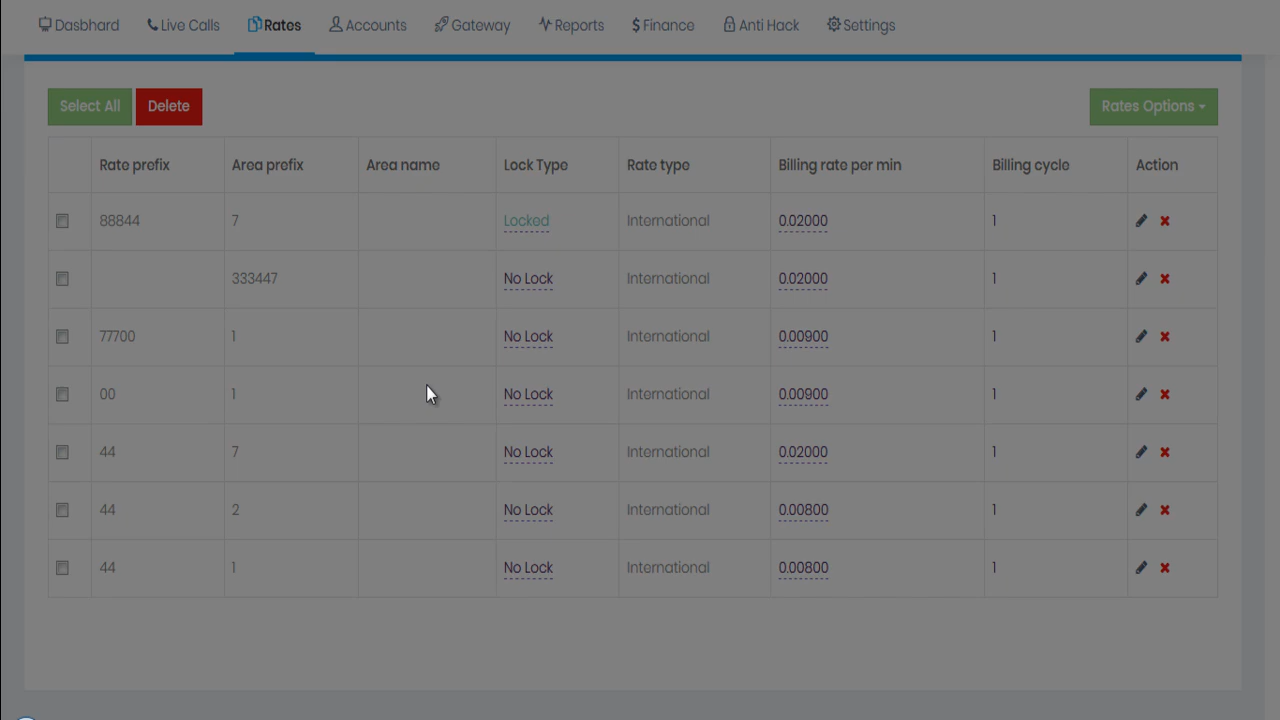 Dasbhard Live Calls Rates Accounts Gateway Reports Finance Anti Hack Settings
Select All Delete Rates Options
Rate prefix Area prefix Area name Lock Type Rate type Billing rate per min Billing cycle Action
88844 7 Locked International 0.02000 1
333447 No Lock International 0.02000 1
77700 1 No Lock International 0.00900 1
00 1 No Lock International 0.00900 1
44 7 No Lock International 0.02000 1
44 2 No Lock International 0.00800 1
44 1 No Lock International 0.00800 1